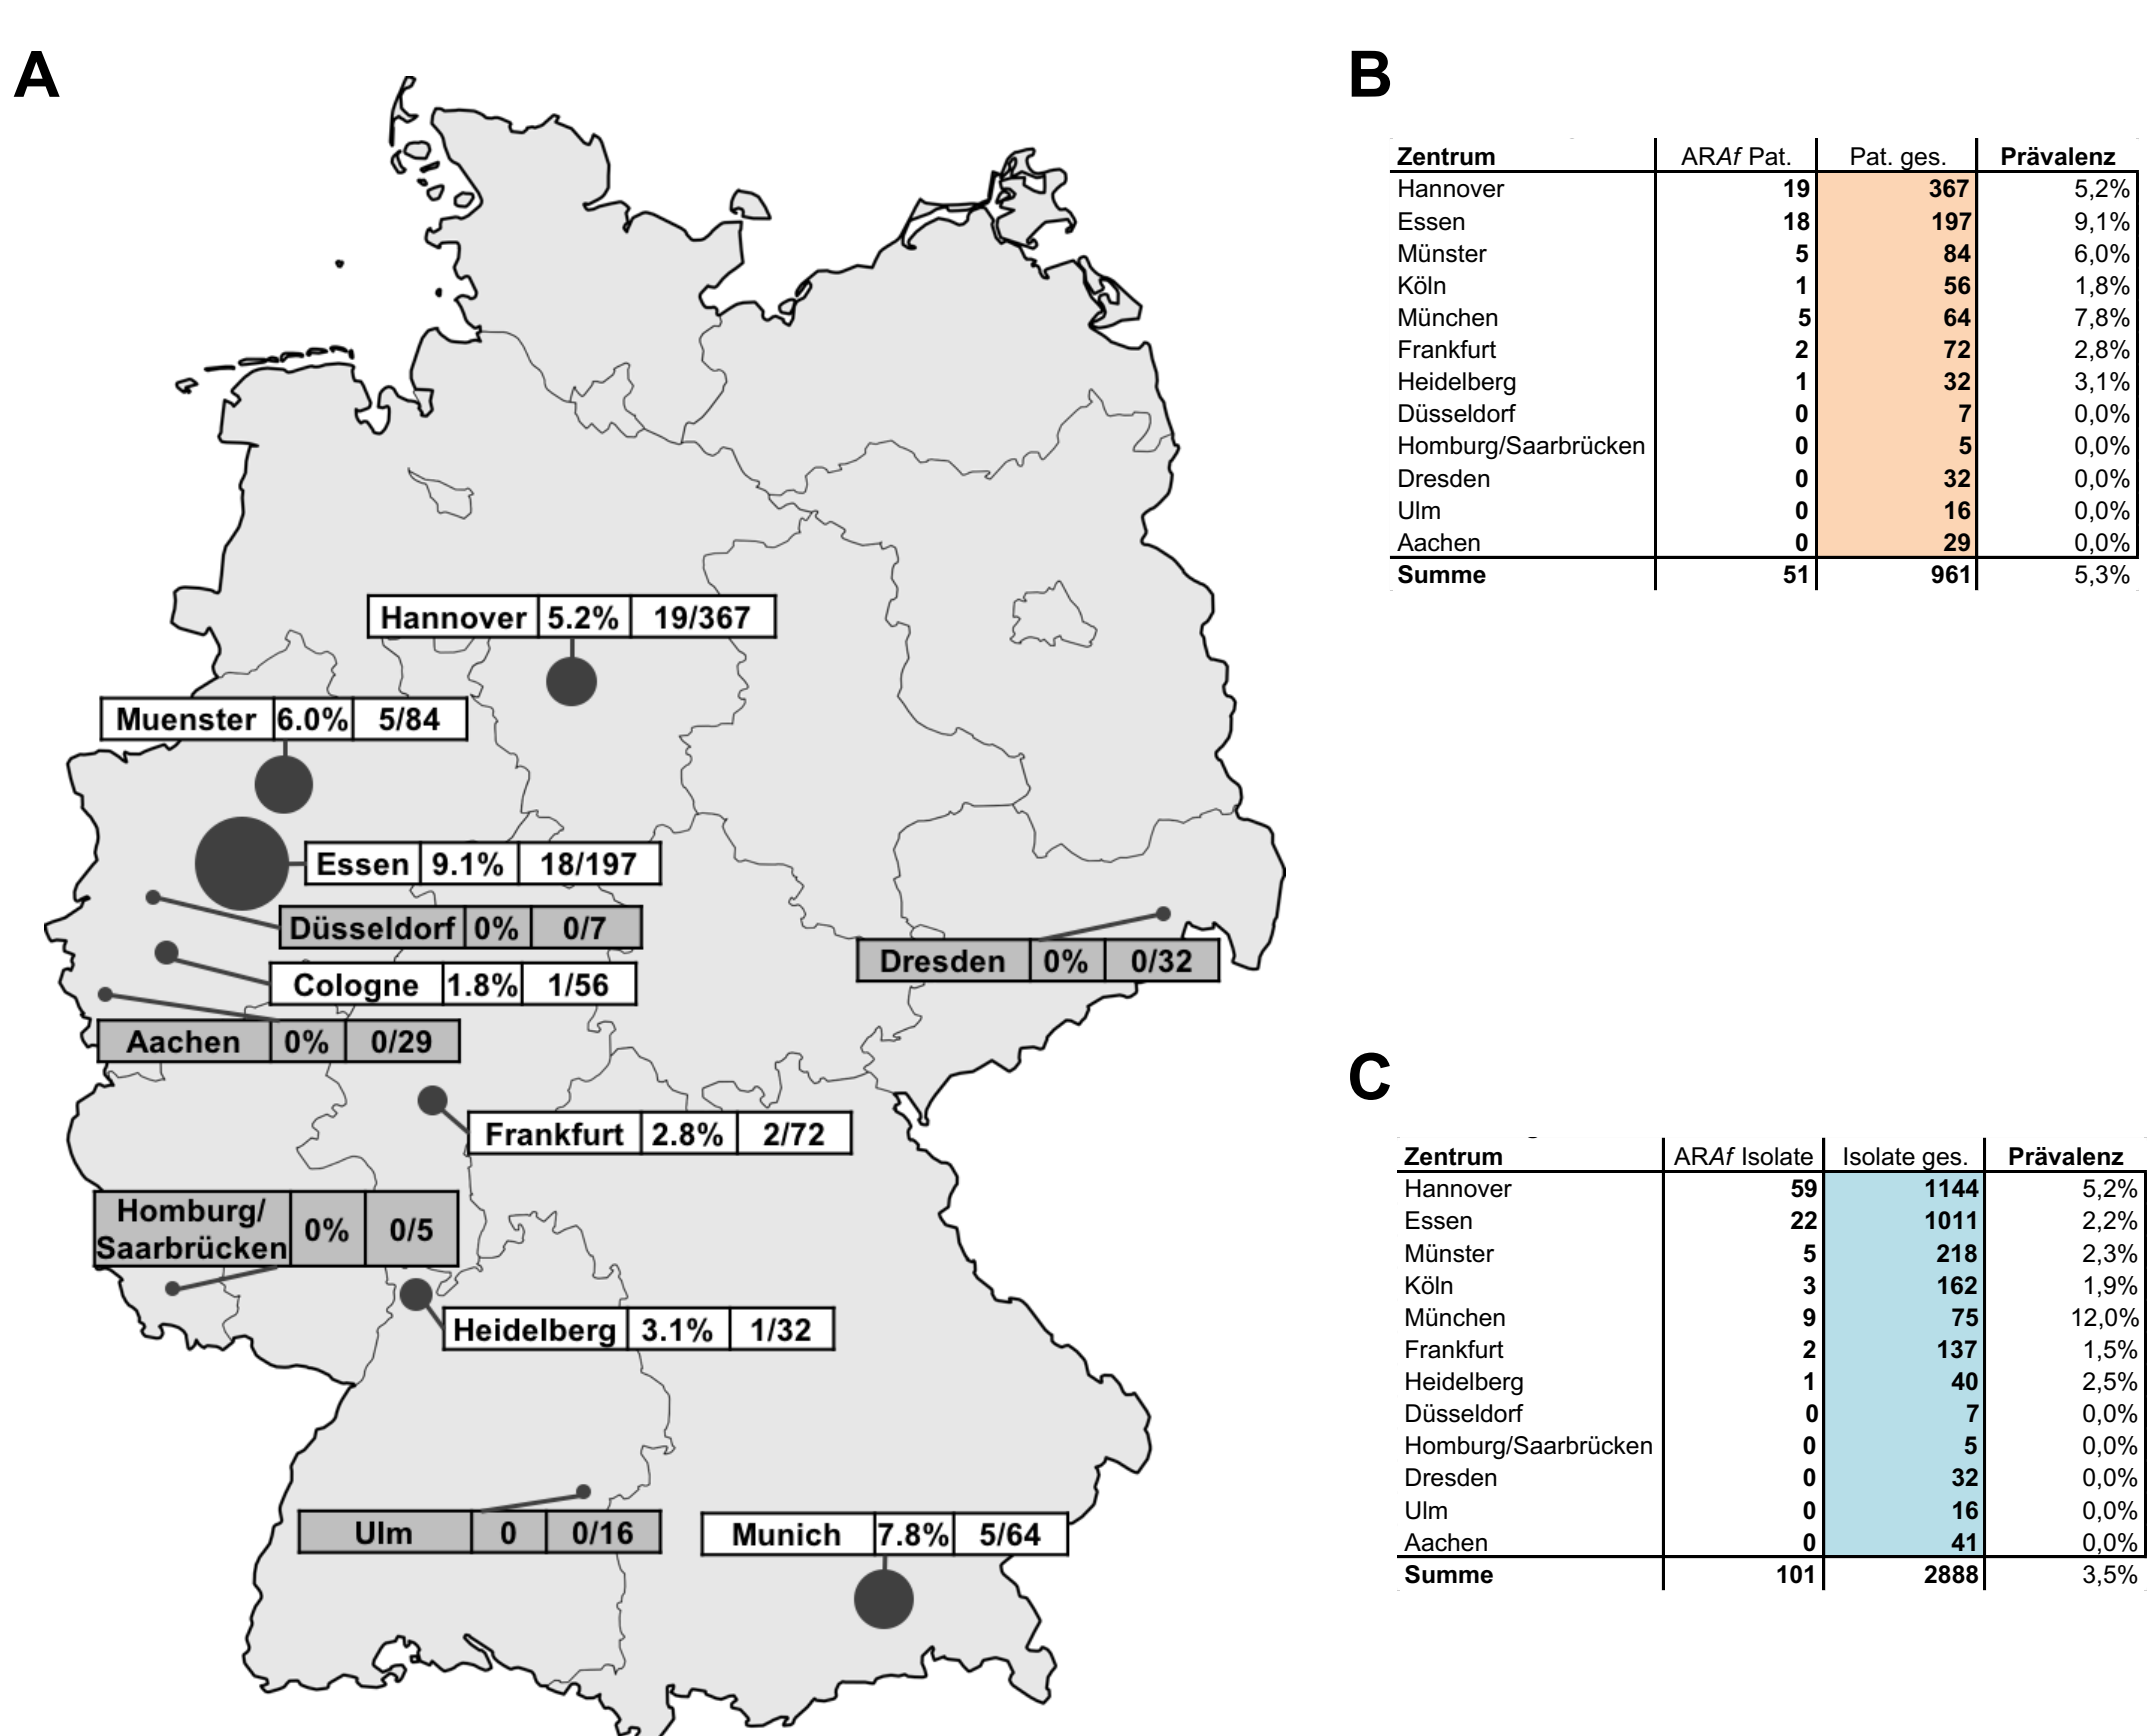 A
Hannover 5.2% 19/367
Muenster 6.0% 5/84
Essen 9.1% 18/197
Düsseldorf 0% 0/7
Cologne 1.8% 1/56
Dresden 0% 0/32
Aachen 0% 0/29
Frankfurt 2.8% 2/72
Homburg/
Saarbrücken 0% 0/5
Heidelberg 3.1% 1/32
Ulm 0 0/16
Munich 7.8% 5/64
B
Zentrum ARAf Pat. Pat. ges. Prävalenz
Hannover 19 367 5,2%
Essen 18 197 9,1%
Münster 5 84 6,0%
Köln 1 56 1,8%
München 5 64 7,8%
Frankfurt 2 72 2,8%
Heidelberg 1 32 3,1%
Düsseldorf 0 7 0,0%
Homburg/Saarbrücken 0 5 0,0%
Dresden 0 32 0,0%
Ulm 0 16 0,0%
Aachen 0 29 0,0%
Summe 51 961 5,3%
C
Zentrum ARAf Isolate Isolate ges. Prävalenz
Hannover 59 1144 5,2%
Essen 22 1011 2,2%
Münster 5 218 2,3%
Köln 3 162 1,9%
München 9 75 12,0%
Frankfurt 2 137 1,5%
Heidelberg 1 40 2,5%
Düsseldorf 0 7 0,0%
Homburg/Saarbrücken 0 5 0,0%
Dresden 0 32 0,0%
Ulm 0 16 0,0%
Aachen 0 41 0,0%
Summe 101 2888 3,5%